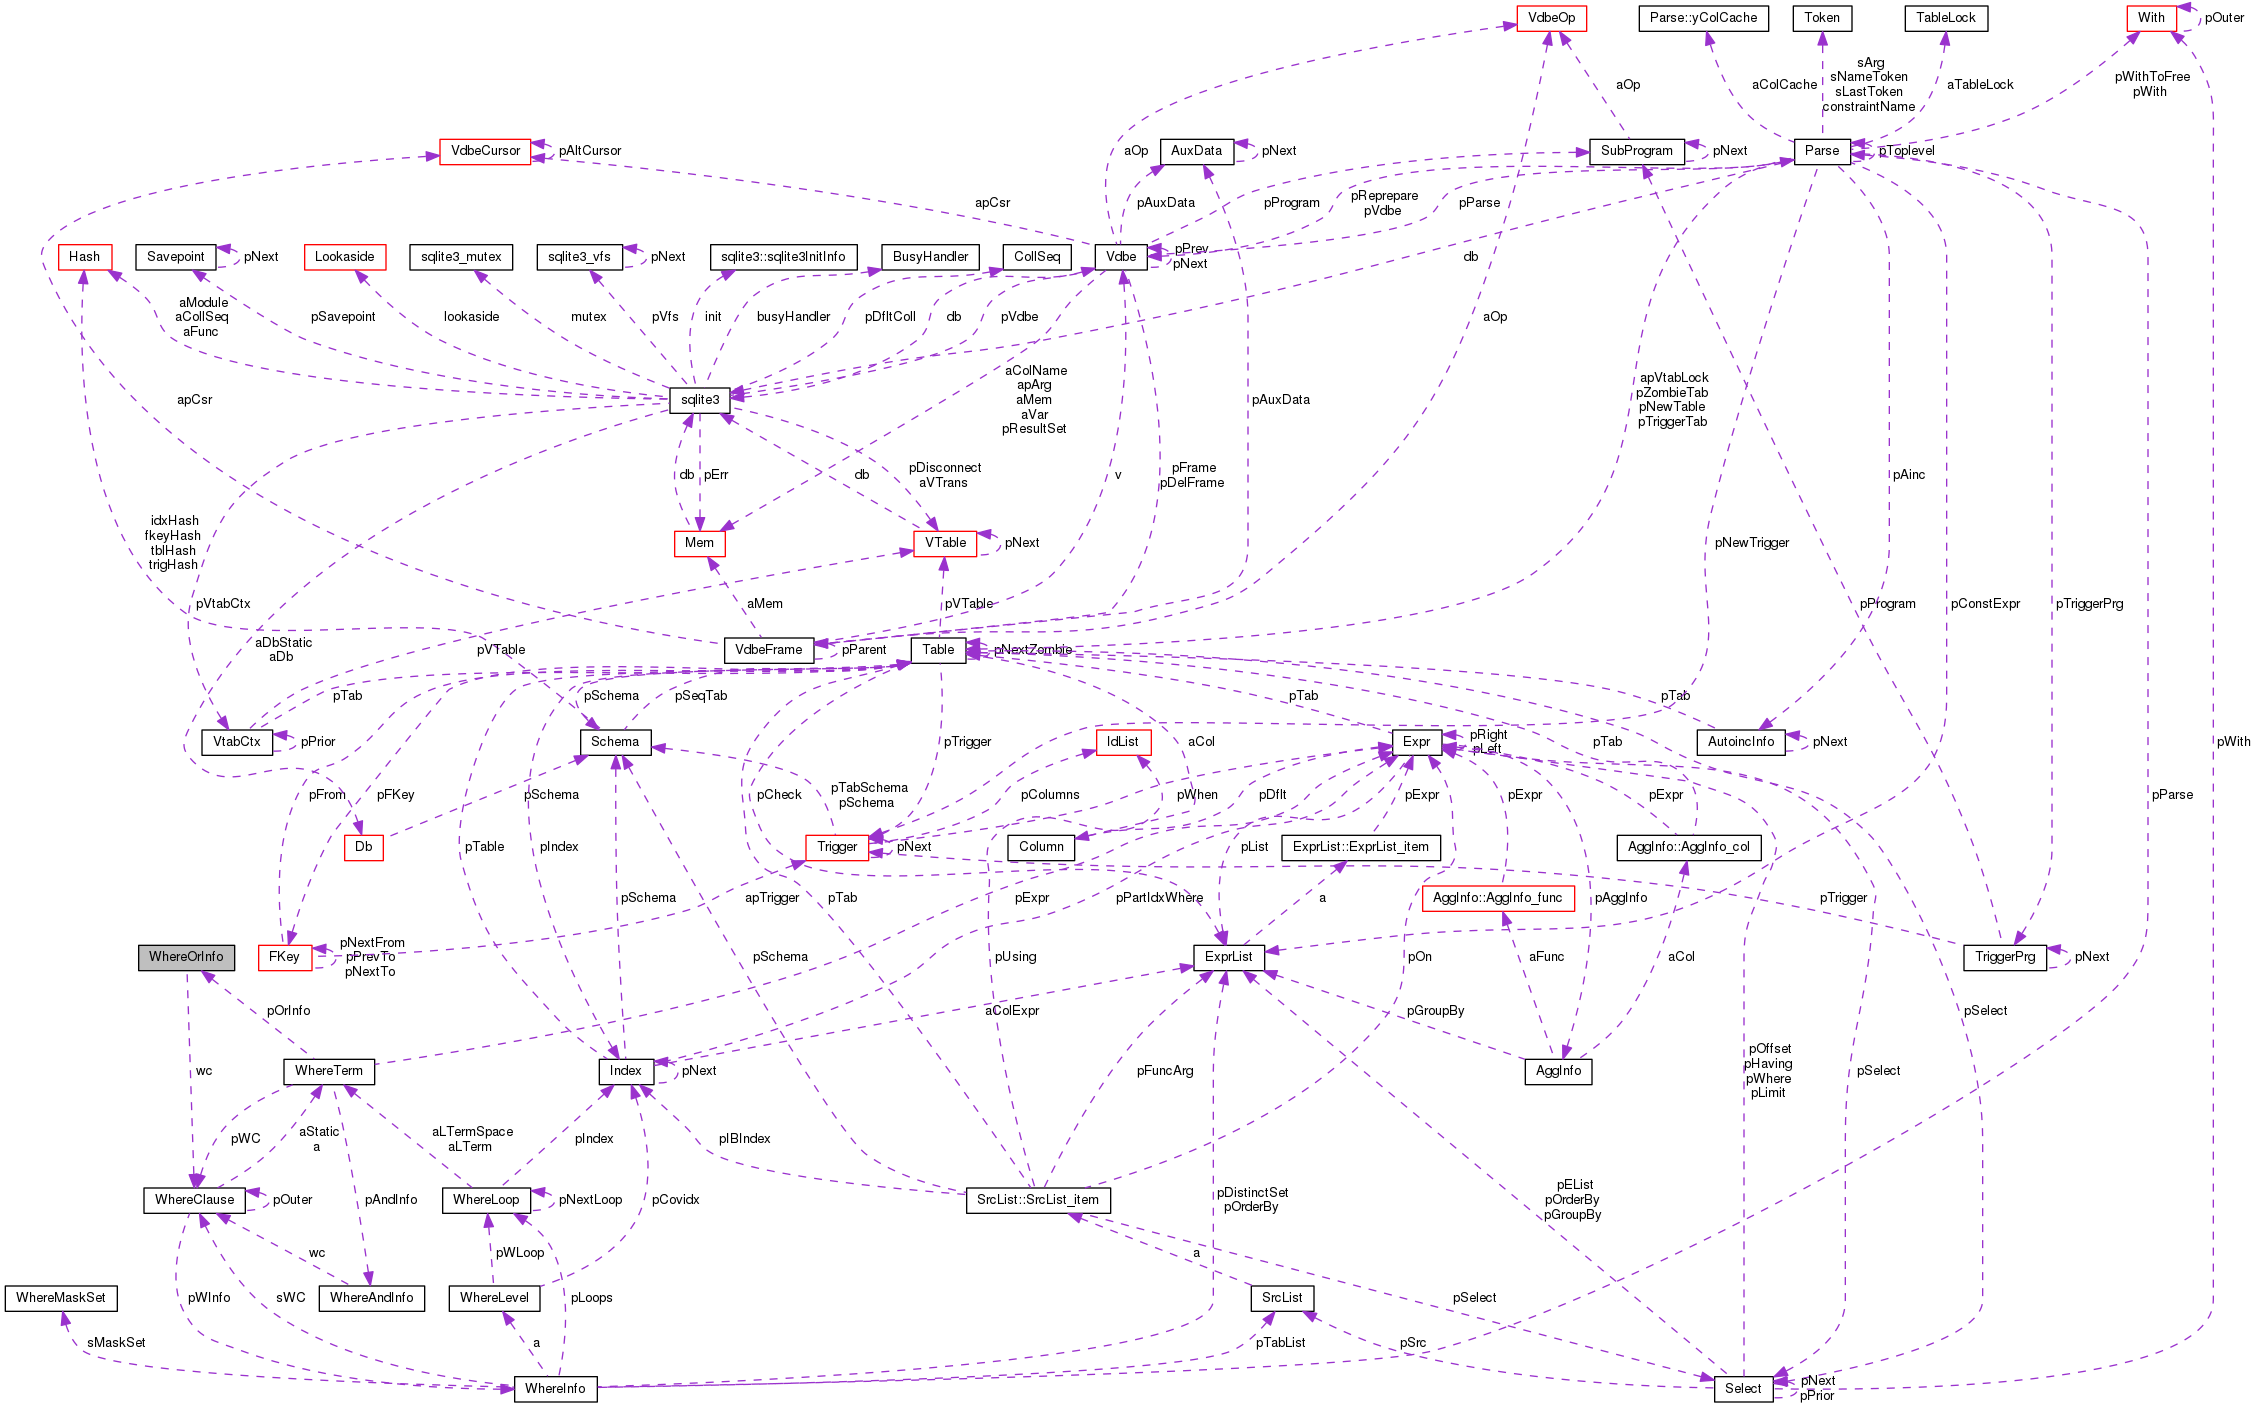 VdbeOp
Parse::yColCache
Token
TableLock
With
pOuter
sArg
sNameToken
sLastToken
constraintName
pWithToFree
pWith
aOp
aColCache
aTableLock
VdbeCursor
pAltCursor
AuxData
pNext
SubProgram
pNext
Parse
pToplevel
aOp
apCsr
pAuxData
pProgram
pReprepare
pVdbe
pParse
Hash
Savepoint
pNext
Lookaside
sqlite3_mutex
sqlite3_vfs
pNext
sqlite3::sqlite3InitInfo
BusyHandler
CollSeq
Vdbe
pPrev
pNext
db
aModule
aCollSeq
aFunc
pSavepoint
lookaside
mutex
pVfs
init
busyHandler
pDfltColl
db
pVdbe
aOp
apCsr
sqlite3
aColName
apArg
aMem
aVar
pResultSet
pAuxData
apVtabLock
pZombieTab
pNewTable
pTriggerTab
db
pErr
db
pDisconnect
aVTrans
v
pFrame
pDelFrame
pAinc
idxHash
fkeyHash
tblHash
trigHash
Mem
VTable
pNext
pNewTrigger
pVtabCtx
aMem
pVTable
pProgram
pConstExpr
pTriggerPrg
aDbStatic
aDb
pVTable
VdbeFrame
pParent
Table
pNextZombie
pTab
pSchema
pSeqTab
pTab
pTab
VtabCtx
pPrior
Schema
pTrigger
IdList
aCol
Expr
pRight
pLeft
pTab
AutoincInfo
pNext
pWith
pFrom
pFKey
pSchema
pTabSchema
pSchema
pCheck
pColumns
pWhen
pDflt
pExpr
pExpr
pExpr
pParse
Db
pTable
pIndex
Trigger
pNext
Column
pList
ExprList::ExprList_item
AggInfo::AggInfo_col
pSchema
apTrigger
pTab
pExpr
pPartIdxWhere
a
AggInfo::AggInfo_func
pAggInfo
pTrigger
WhereOrInfo
FKey
pNextFrom
pPrevTo
pNextTo
pSchema
pUsing
ExprList
pOn
aFunc
aCol
TriggerPrg
pNext
pOrInfo
aColExpr
pGroupBy
pSelect
wc
WhereTerm
Index
pNext
pFuncArg
AggInfo
pOffset
pHaving
pWhere
pLimit
pSelect
pWC
aStatic
a
aLTermSpace
aLTerm
pIndex
pIBIndex
WhereClause
pOuter
pAndInfo
WhereLoop
pNextLoop
pCovidx
SrcList::SrcList_item
pDistinctSet
pOrderBy
pEList
pOrderBy
pGroupBy
wc
pWLoop
a
WhereMaskSet
pWInfo
sWC
WhereAndInfo
WhereLevel
pLoops
SrcList
pSelect
sMaskSet
a
pTabList
pSrc
WhereInfo
Select
pNext
pPrior